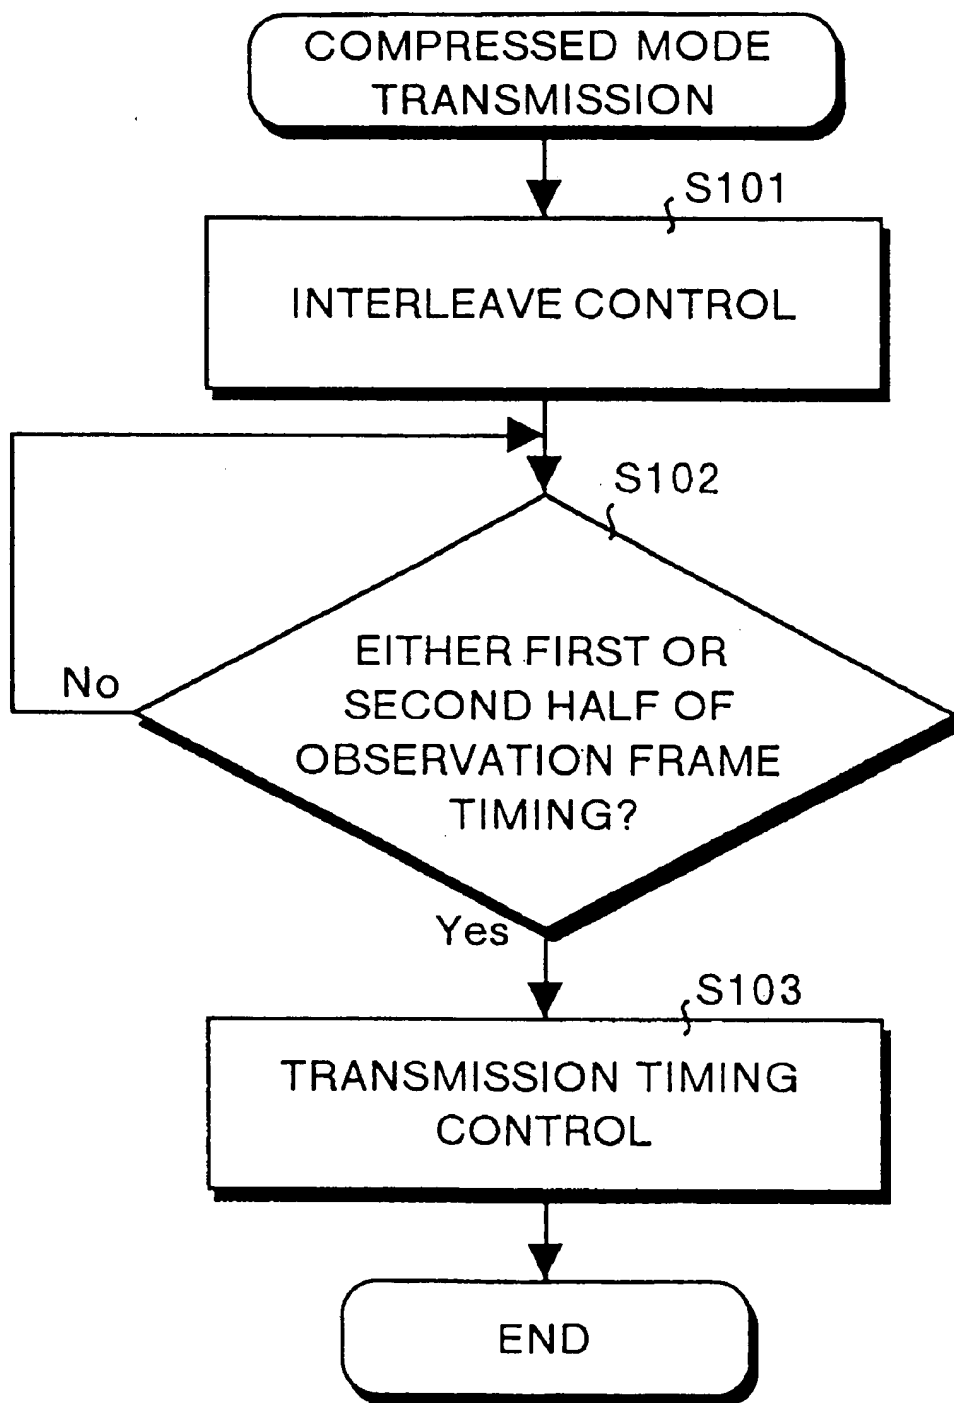 COMPRESSED MODE
TRANSMISSION
S101
INTERLEAVE CONTROL
S102
EITHER FIRST OR
SECOND HALF OF
OBSERVATION FRAME
TIMING?
No
Yes
S103
TRANSMISSION TIMING
CONTROL
END